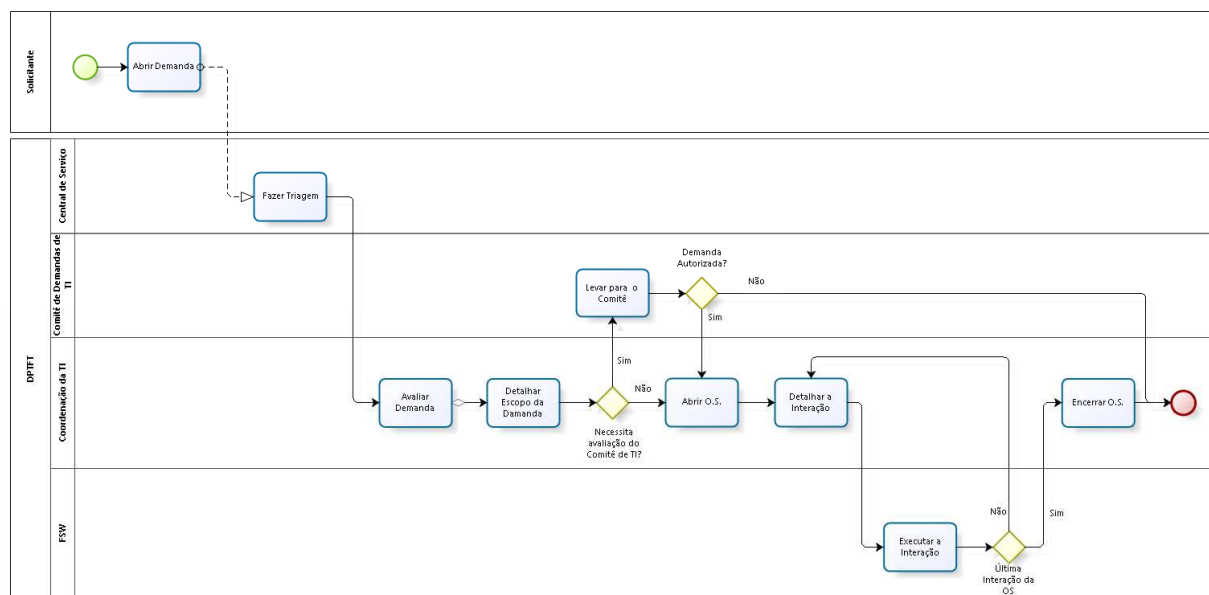 Solicitante
Abrir Demanda
DPTFT
Central de Serviço
Fazer Triagem
Comitê de Demandas de
TI
Levar para o
Comitê
Demanda
Autorizada?
Não
Sim
Coordenação da TI
Avaliar
Demanda
Detalhar
Escopo da
Damanda
Sim
Não
Necessita
avaliação do
Comitê de TI?
Abrir O.S.
Detalhar a
Interação
Encerrar O.S.
FSW
Executar a
Interação
Não
Sim
Última
Interação da
OS